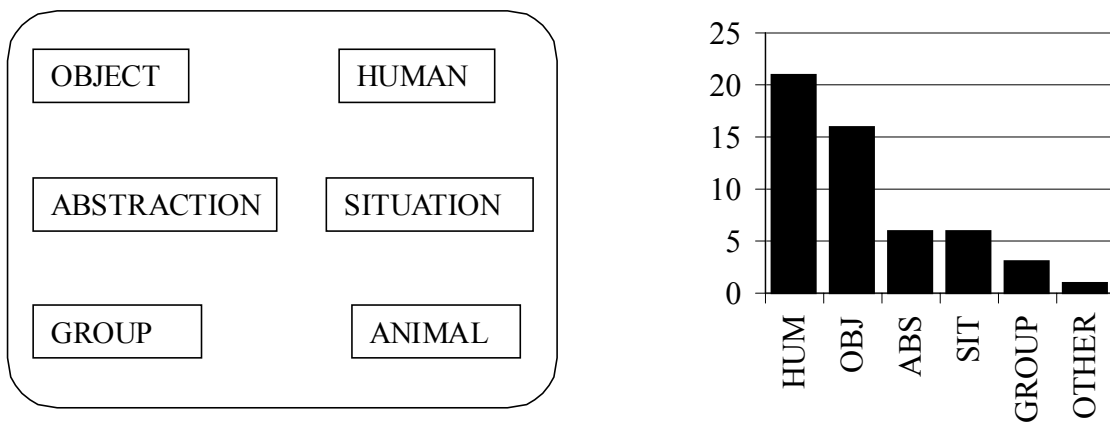 OBJECT HUMAN
ABSTRACTION SITUATION
GROUP ANIMAL
25
20
15
10
5
0
HUM
OBJ
ABS
SIT
GROUP
OTHER